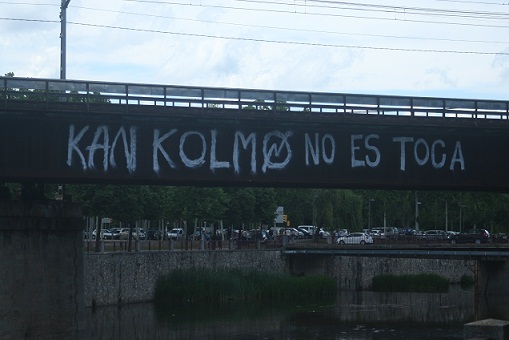 KAN KOLMØ NO ES TOCA